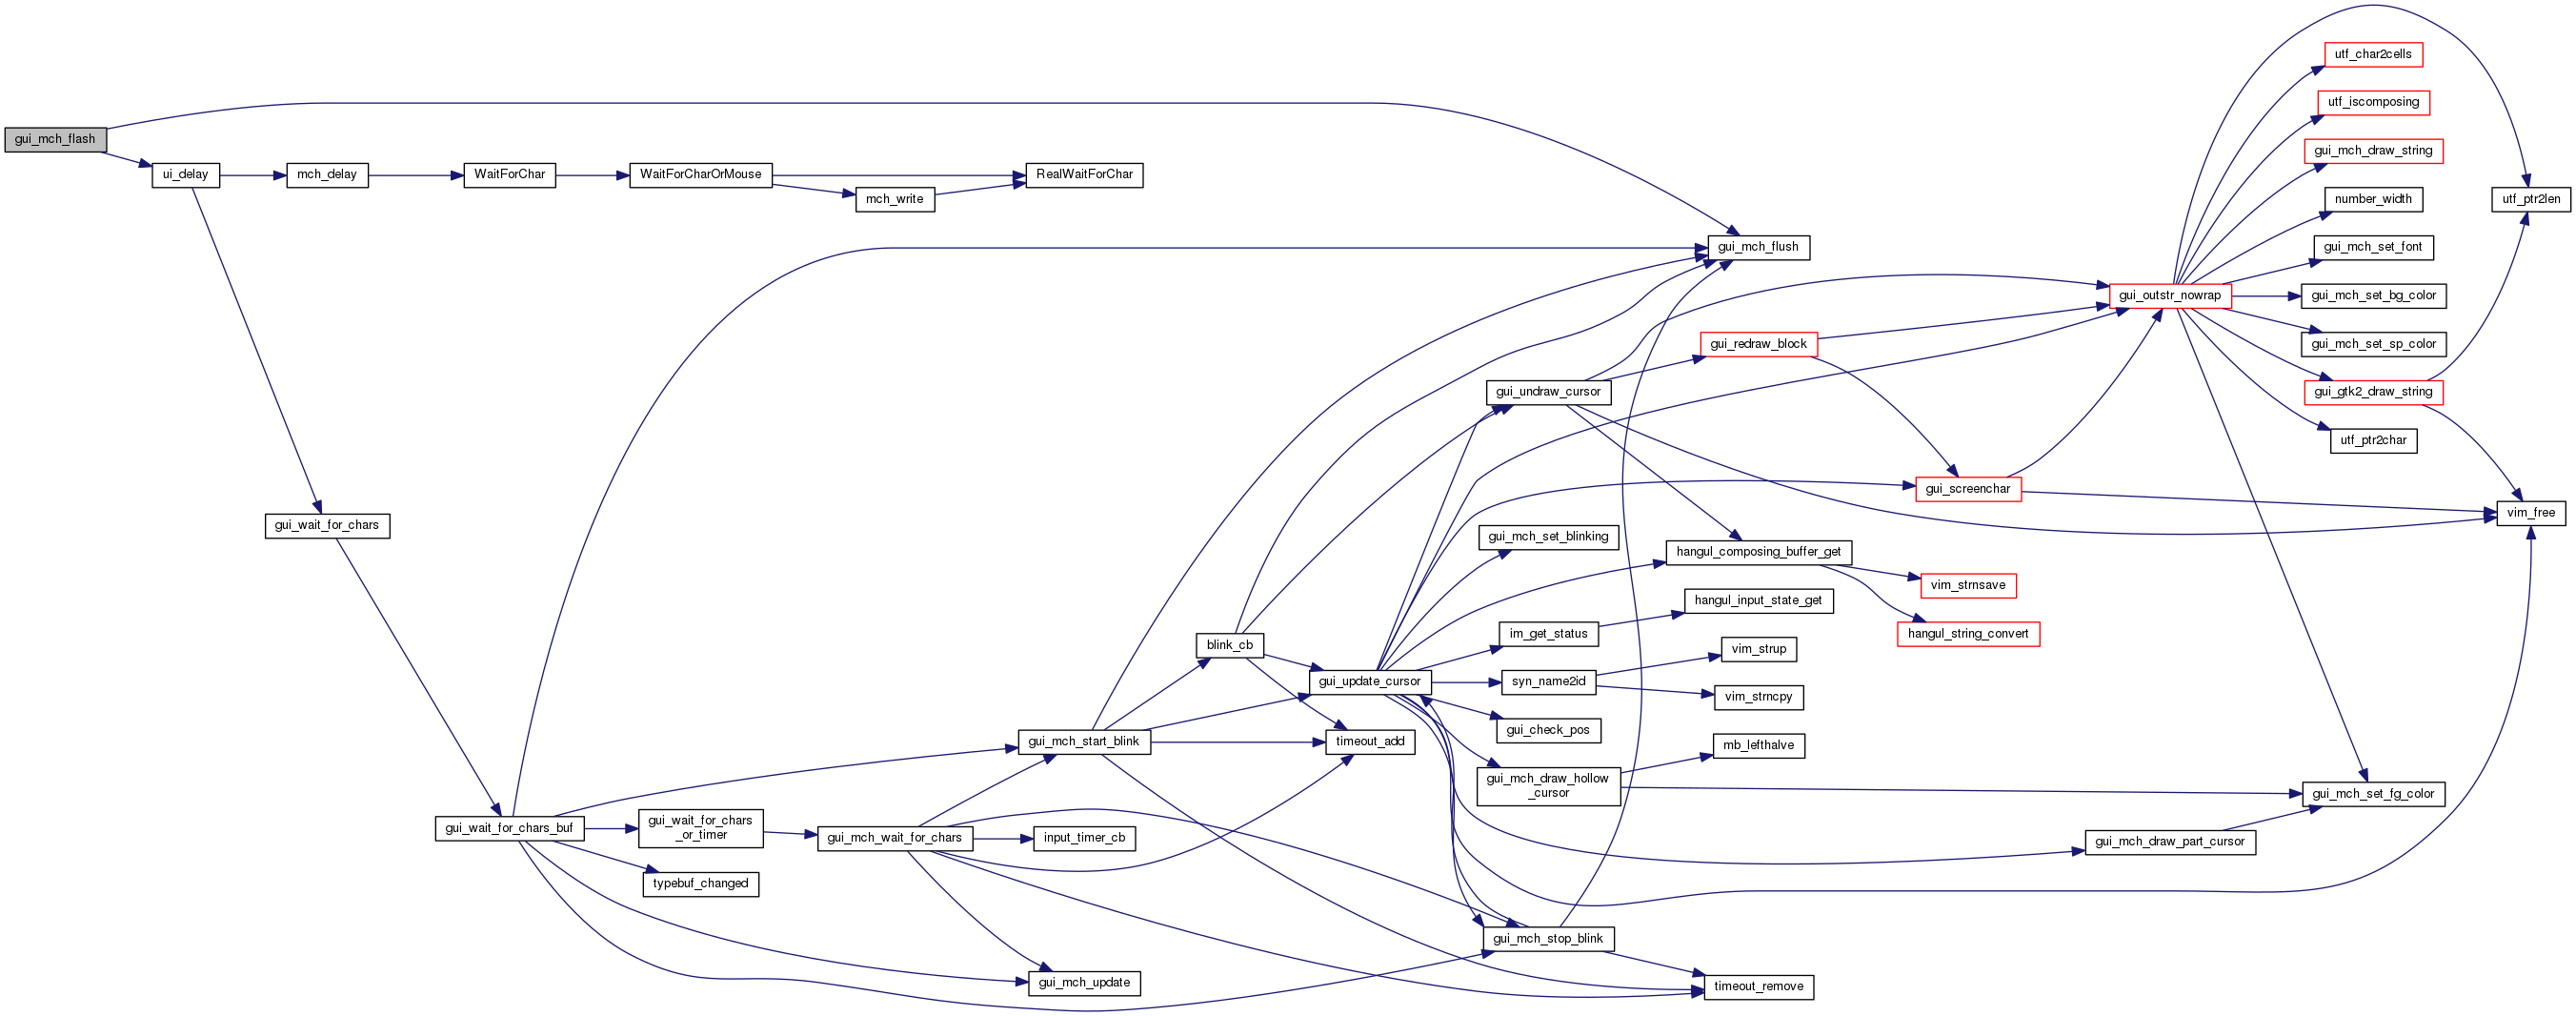 gui_mch_flash
ui_delay
mch_delay
WaitForChar
WaitForCharOrMouse
RealWaitForChar
mch_write
gui_mch_flush
gui_wait_for_chars
gui_wait_for_chars_buf
gui_wait_for_chars
_or_timer
typebuf_changed
gui_mch_wait_for_chars
gui_mch_start_blink
input_timer_cb
gui_mch_update
blink_cb
gui_update_cursor
timeout_add
gui_undraw_cursor
gui_mch_set_blinking
im_get_status
syn_name2id
gui_check_pos
gui_mch_draw_hollow
_cursor
gui_mch_stop_blink
gui_redraw_block
hangul_composing_buffer_get
hangul_input_state_get
vim_strup
vim_strncpy
mb_lefthalve
timeout_remove
gui_screenchar
vim_strnsave
hangul_string_convert
gui_outstr_nowrap
gui_mch_draw_part_cursor
utf_char2cells
utf_iscomposing
gui_mch_draw_string
number_width
gui_mch_set_font
gui_mch_set_bg_color
gui_mch_set_sp_color
gui_gtk2_draw_string
utf_ptr2char
gui_mch_set_fg_color
utf_ptr2len
vim_free